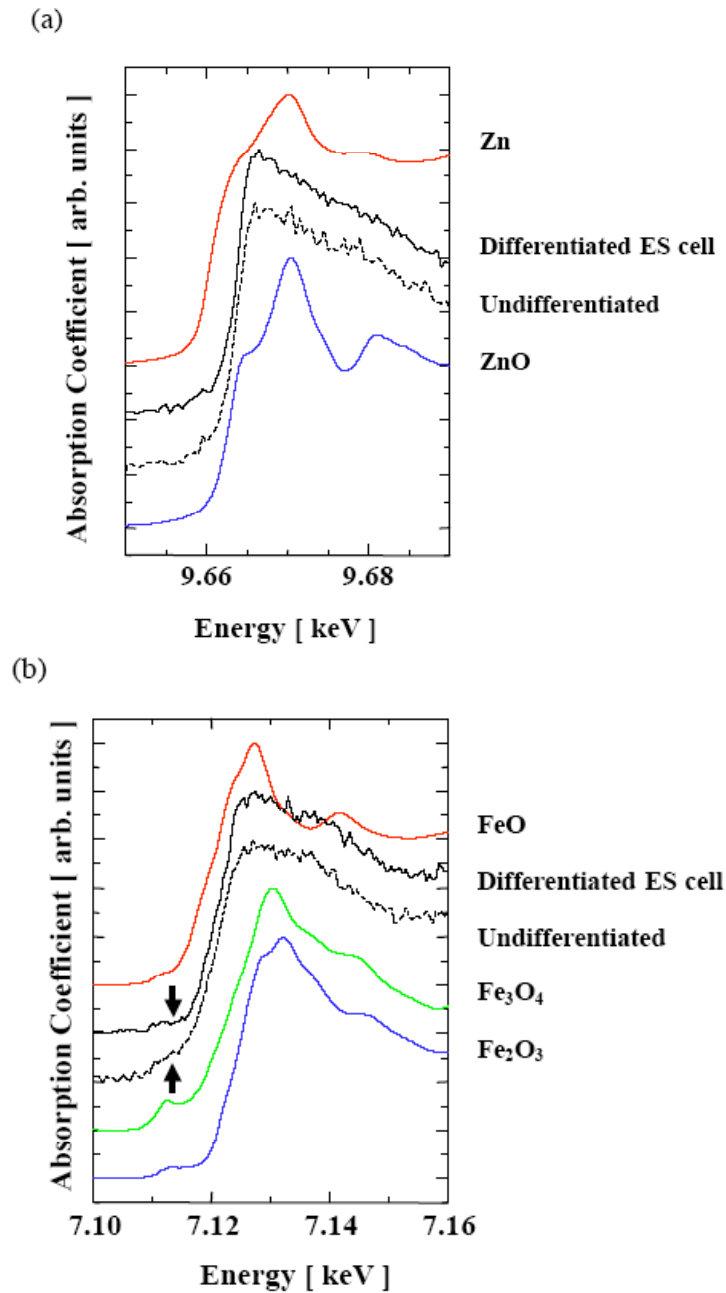 (a)
Absorption Coefficient [ arb. units ]
Zn
Differentiated ES cell
Undifferentiated
ZnO
9.66 9.68
Energy [ keV ]
(b)
Absorption Coefficient [ arb. units ]
FeO
Differentiated ES cell
Undifferentiated
Fe₃O₄
Fe₂O₃
7.10 7.12 7.14 7.16
Energy [ keV ]